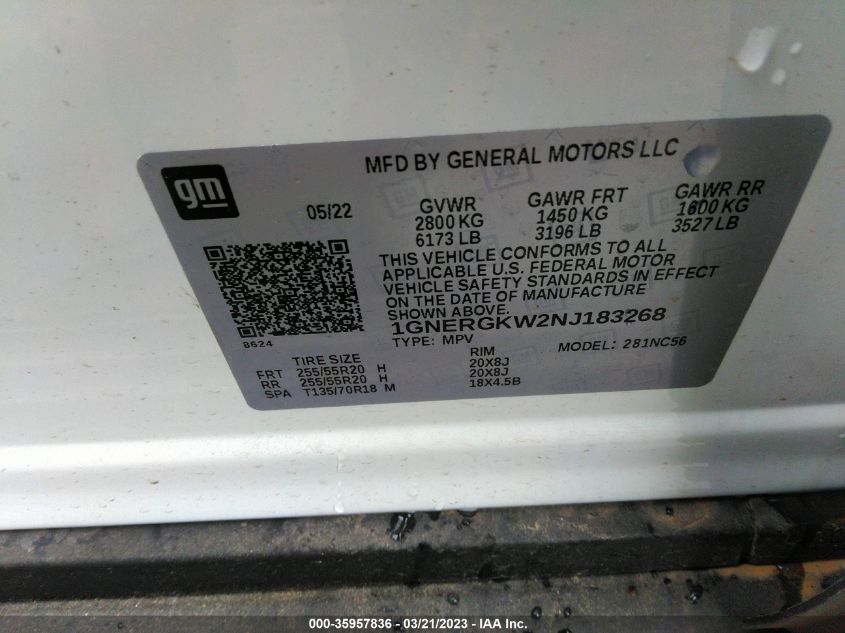 MFD BY GENERAL MOTORS LLC
gm
05/22
GVWR GAWR FRT GAWR RR
2800 KG 1450 KG 1600 KG
6173 LB 3196 LB 3527 LB
THIS VEHICLE CONFORMS TO ALL
APPLICABLE U.S. FEDERAL MOTOR
VEHICLE SAFETY STANDARDS IN EFFECT
ON THE DATE OF MANUFACTURE
SHOWN ABOVE.
1GNERGKW2NJ183268
8624
TYPE: MPV MODEL: 281NC56
TIRE SIZE RIM
FRT 255/55R20 H 20X8J
RR 255/55R20 H 20X8J
SPA T135/70R18 M 18X4.5B
000-35957836 - 03/21/2023 - IAA Inc.